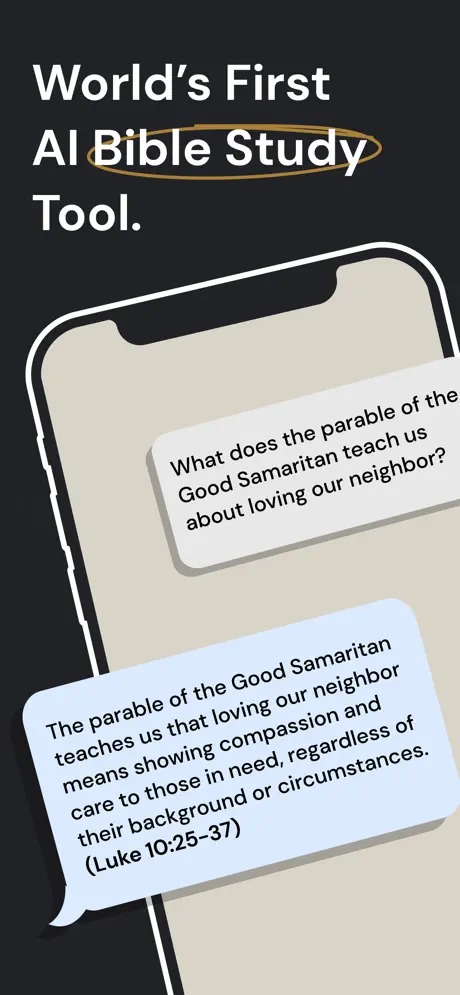 World’s First
AI Bible Study
Tool.
What does the parable of the
Good Samaritan teach us
about loving our neighbor?
The parable of the Good Samaritan
teaches us that loving our neighbor
means showing compassion and
care to those in need, regardless of
their background or circumstances.
(Luke 10:25-37)